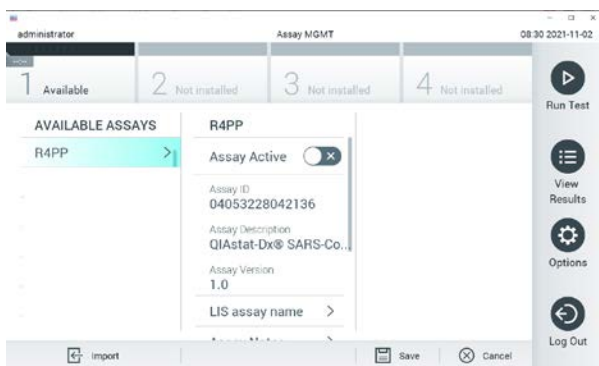 administrator Assay MGMT 08:30 2021-11-02
1 Available 2 Not installed 3 Not installed 4 Not installed
Run Test
AVAILABLE ASSAYS R4PP
R4PP Assay Active
Assay ID
04053228042136
View
Results
Assay Description
QIAstat-Dx® SARS-Co...
Options
Assay Version
1.0
LIS assay name
Log Out
Import Save Cancel